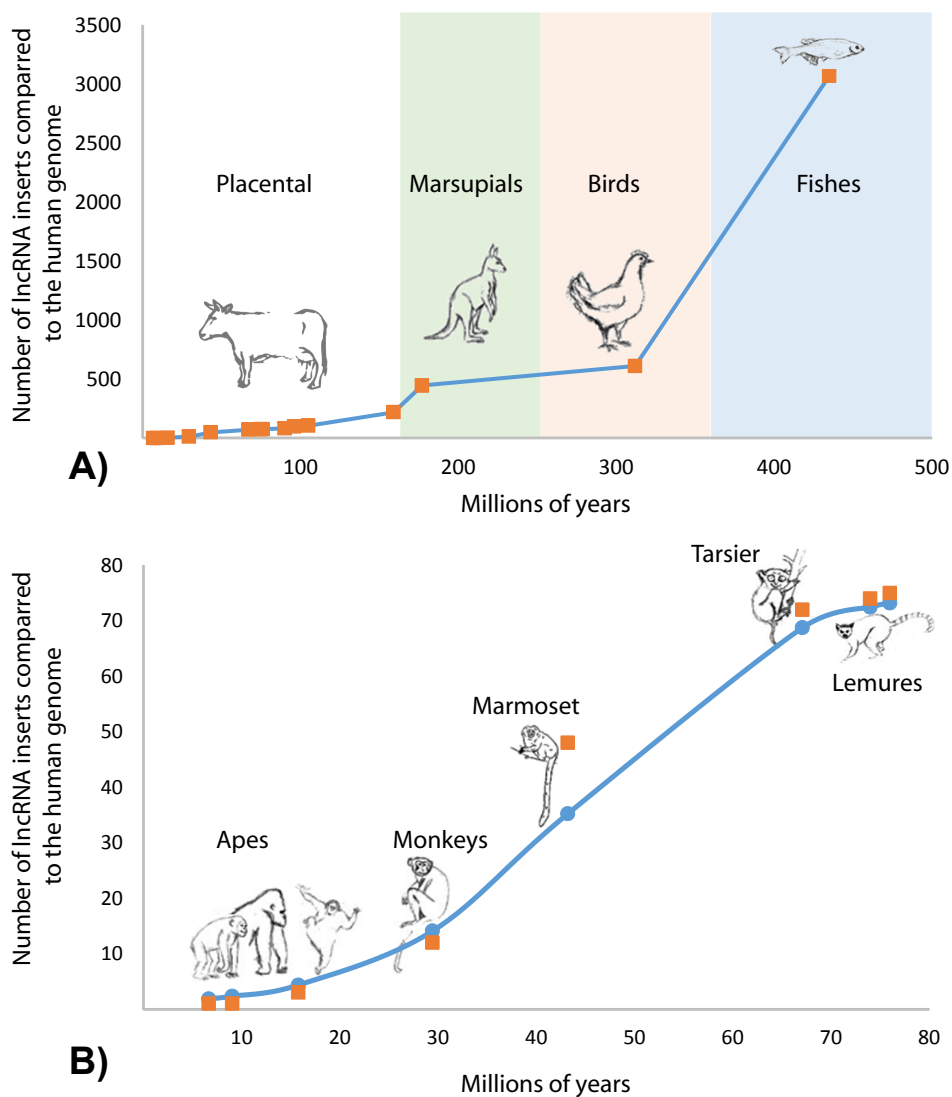 Number of lncRNA inserts comparred
to the human genome
3500
3000
2500
2000
1500
1000
500
Placental
Marsupials
Birds
Fishes
100
200
300
400
500
A)
Millions of years
Number of lncRNA inserts comparred
to the human genome
80
70
60
50
40
30
20
10
Tarsier
Lemures
Marmoset
Apes
Monkeys
10
20
30
40
50
60
70
80
B)
Millions of years